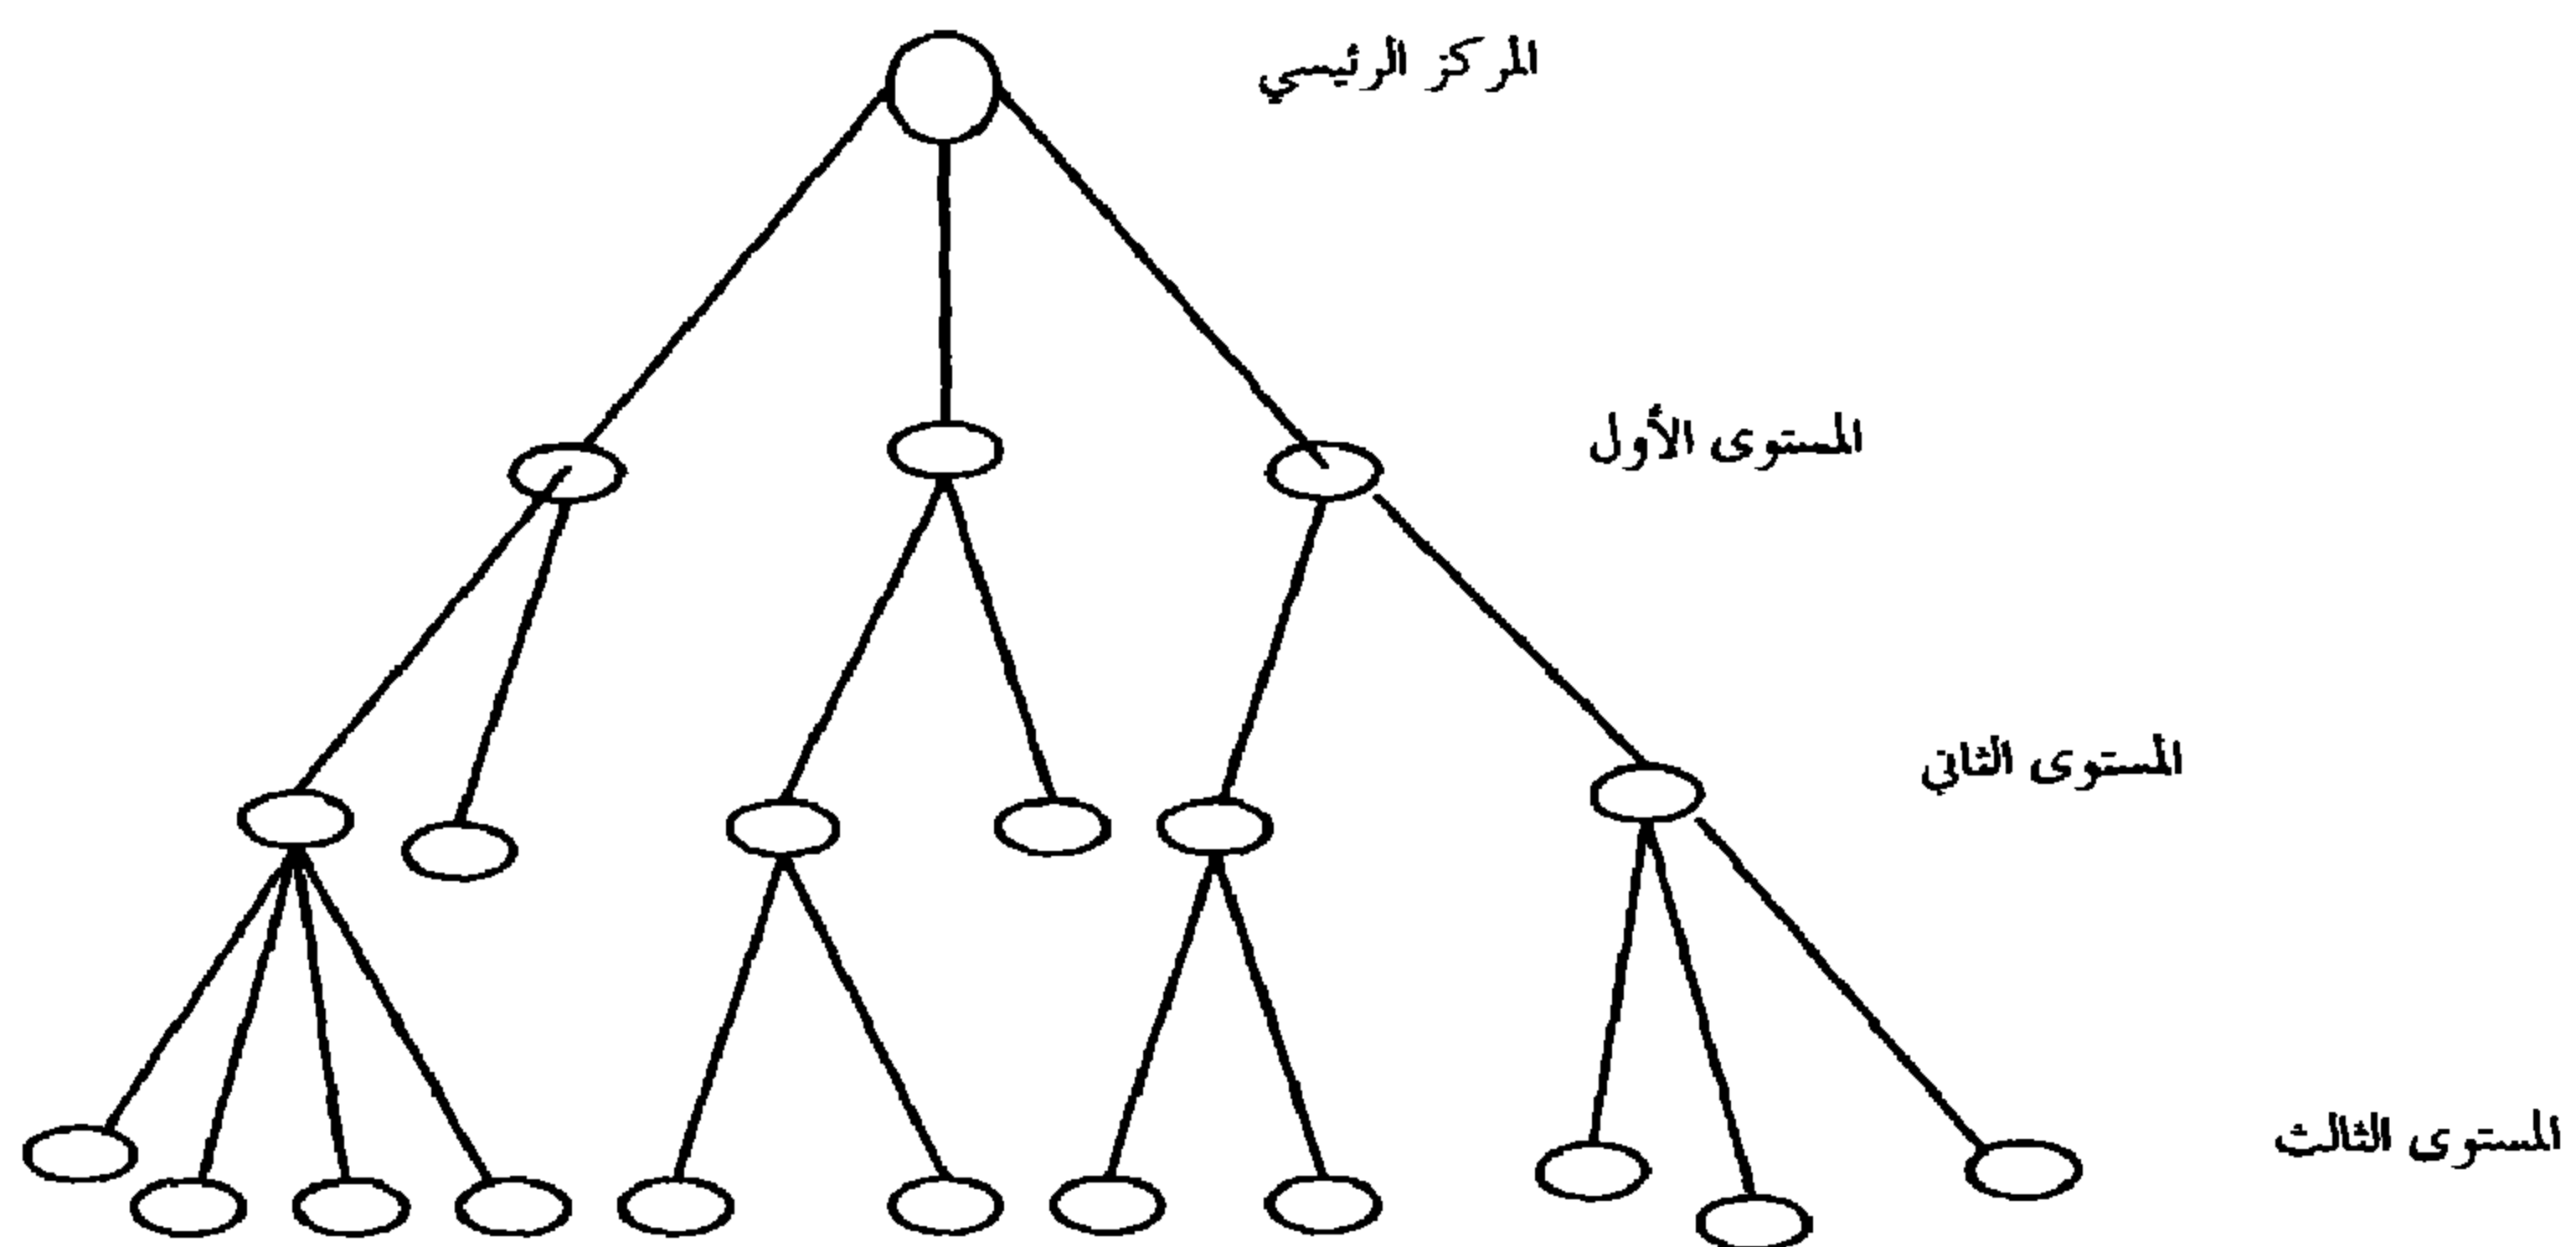 المركز الرئيسي
المستوى الأول
المستوى الثاني
المستوى الثالث